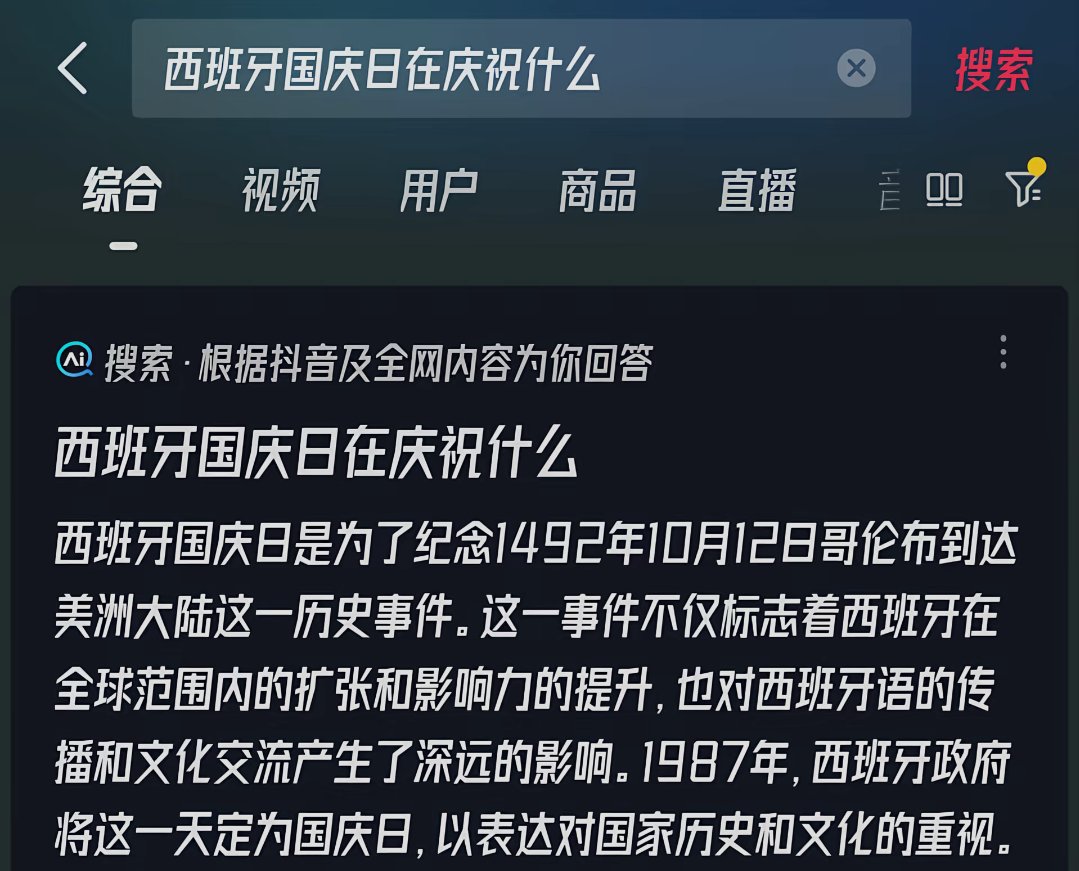 西班牙国庆日在庆祝什么
搜索
综合 视频 用户 商品 直播
Ai 搜索·根据抖音及全网内容为你回答
西班牙国庆日在庆祝什么
西班牙国庆日是为了纪念1492年10月12日哥伦布到达
美洲大陆这一历史事件。这一事件不仅标志着西班牙在
全球范围内的扩张和影响力的提升,也对西班牙语的传
播和文化交流产生了深远的影响。1987年,西班牙政府
将这一天定为国庆日,以表达对国家历史和文化的重视。